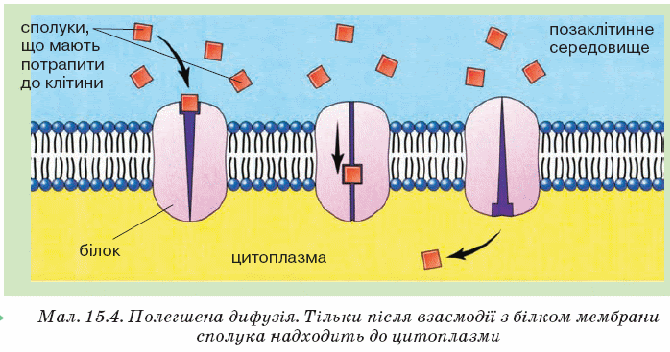 сполуки,
що мають
потрапити
до клітини
позаклітинне
середовище
білок
цитоплазма
Мал. 15.4. Полегшена дифузія. Тільки після взаємодії з білком мембрани
сполука надходить до цитоплазми